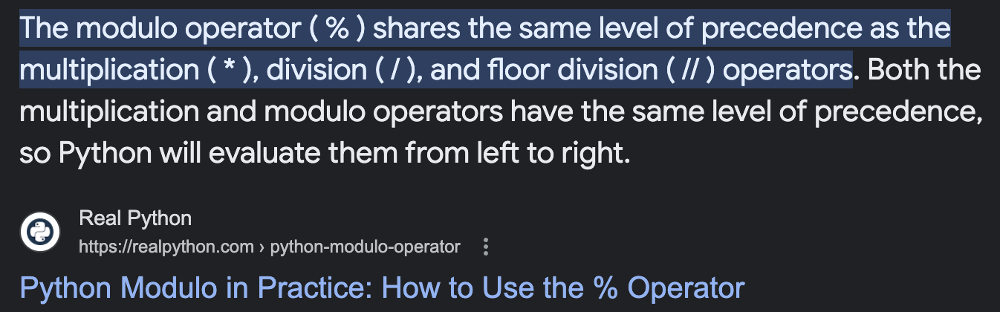 The modulo operator ( % ) shares the same level of precedence as the
multiplication ( * ), division ( / ), and floor division ( // ) operators. Both the
multiplication and modulo operators have the same level of precedence,
so Python will evaluate them from left to right.
Real Python
https://realpython.com › python-modulo-operator
Python Modulo in Practice: How to Use the % Operator